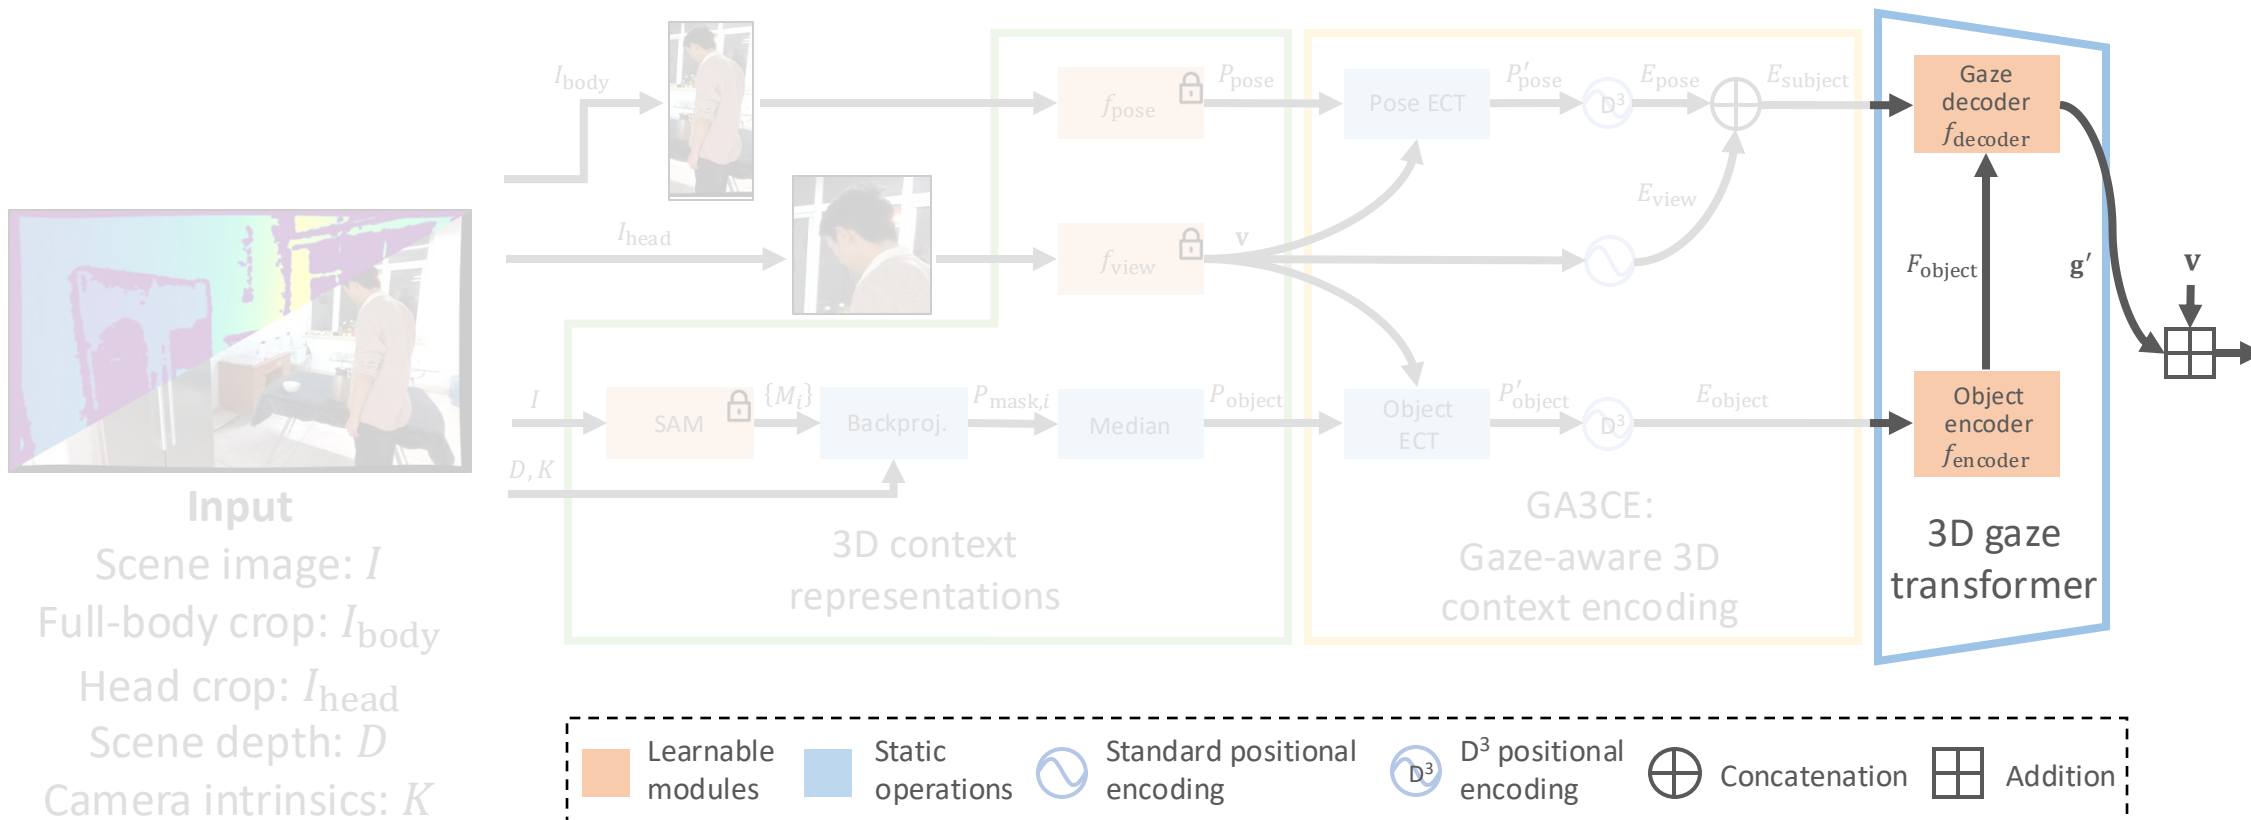 I_body
f_pose
P_pose
Pose ECT
P′_pose
D³
E_pose
E_subject
Gaze
decoder
f_decoder
I_head
f_view
v
E_view
F_object
g′
v
I
SAM
{M_i}
Backproj.
P_mask,i
Median
P_object
Object
ECT
P′_object
D³
E_object
Object
encoder
f_encoder
D, K
Input
Scene image: I
Full-body crop: I_body
Head crop: I_head
Scene depth: D
Camera intrinsics: K
3D context
representations
GA3CE:
Gaze-aware 3D
context encoding
3D gaze
transformer
Learnable
modules
Static
operations
Standard positional
encoding
D³
D³ positional
encoding
Concatenation
Addition